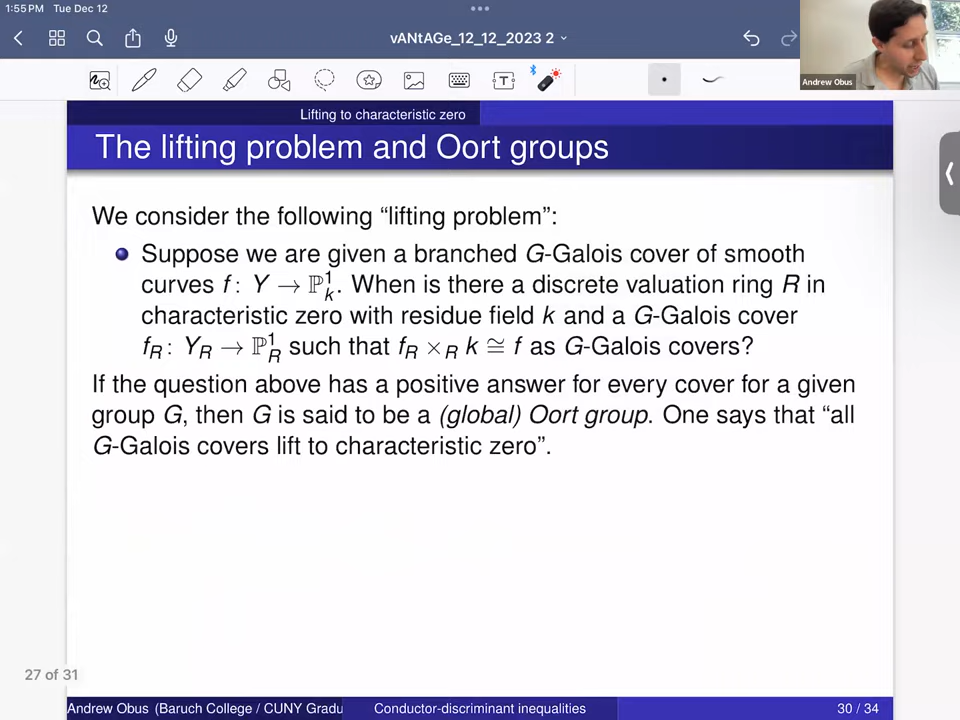 1:55 PM Tue Dec 12
vANtAGe_12_12_2023 2
Andrew Obus
Lifting to characteristic zero
The lifting problem and Oort groups
We consider the following “lifting problem”:
Suppose we are given a branched G-Galois cover of smooth
curves f: Y → ℙ¹ₖ. When is there a discrete valuation ring R in
characteristic zero with residue field k and a G-Galois cover
f_R: Y_R → ℙ¹_R such that f_R ×_R k ≅ f as G-Galois covers?
If the question above has a positive answer for every cover for a given
group G, then G is said to be a (global) Oort group. One says that “all
G-Galois covers lift to characteristic zero”.
27 of 31
Andrew Obus (Baruch College / CUNY Gradu
Conductor-discriminant inequalities
30 / 34